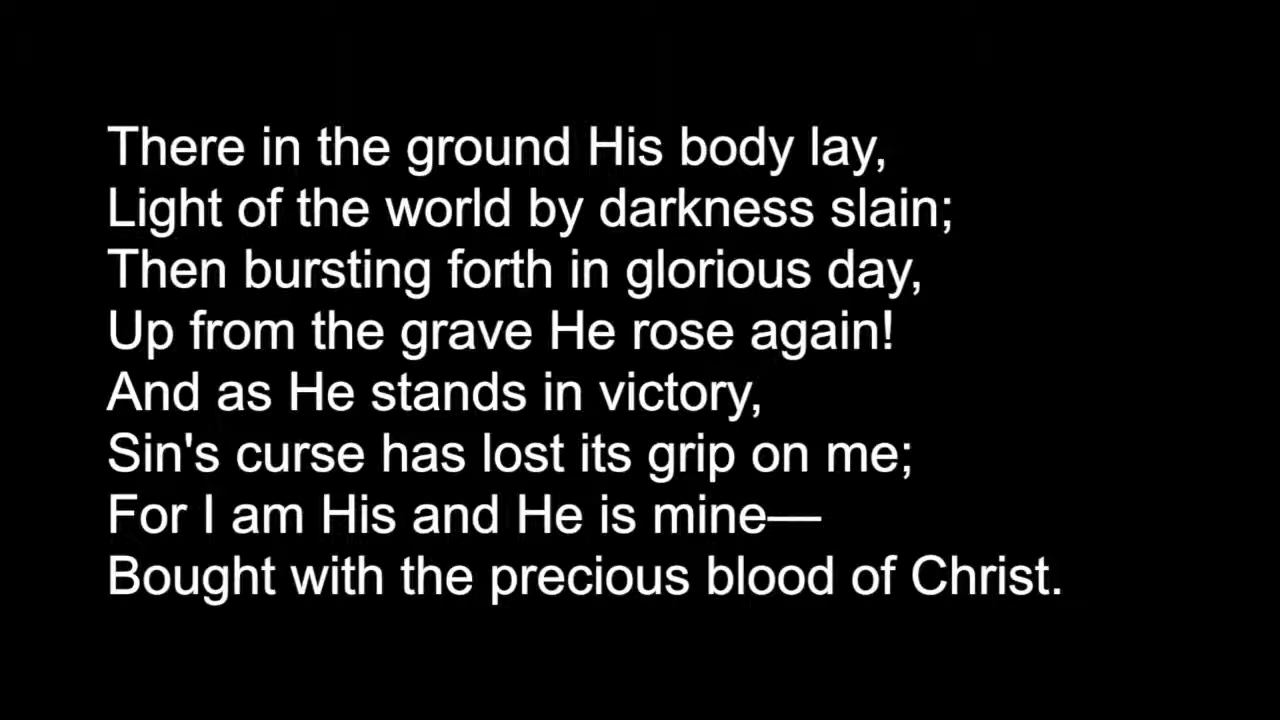 There in the ground His body lay,
Light of the world by darkness slain;
Then bursting forth in glorious day,
Up from the grave He rose again!
And as He stands in victory,
Sin's curse has lost its grip on me;
For I am His and He is mine—
Bought with the precious blood of Christ.